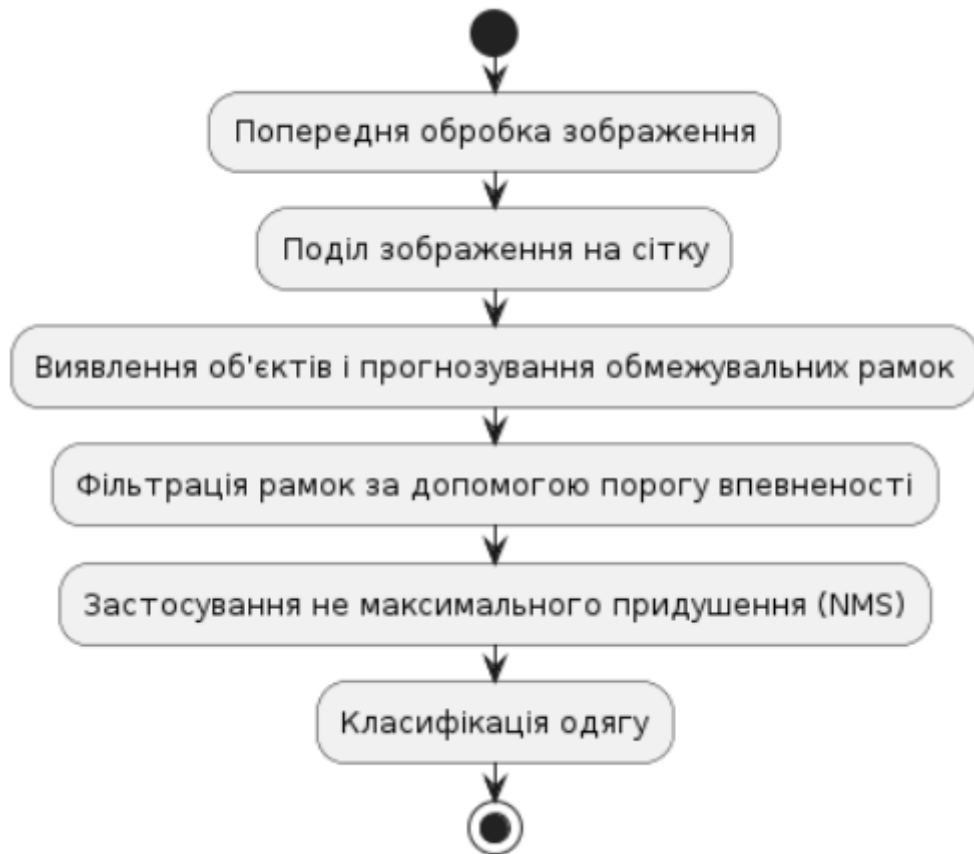 Попередня обробка зображення
Поділ зображення на сітку
Виявлення об'єктів і прогнозування обмежувальних рамок
Фільтрація рамок за допомогою порогу впевненості
Застосування не максимального придушення (NMS)
Класифікація одягу